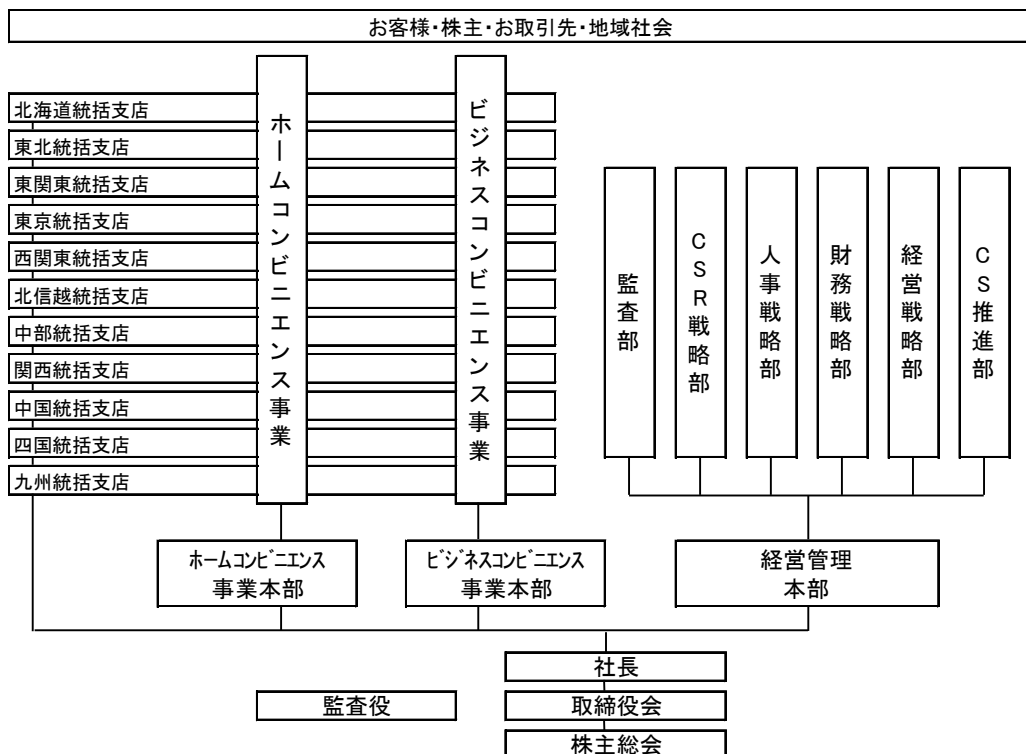 お客様・株主・お取引先・地域社会
北海道統括支店
東北統括支店
東関東統括支店
東京統括支店
西関東統括支店
北信越統括支店
中部統括支店
関西統括支店
中国統括支店
四国統括支店
九州統括支店
ホームコンビニエンス事業
ビジネスコンビニエンス事業
監査部
CSR戦略部
人事戦略部
財務戦略部
経営戦略部
CS推進部
ホームコンビニエンス
事業本部
ビジネスコンビニエンス
事業本部
経営管理
本部
社長
監査役
取締役会
株主総会